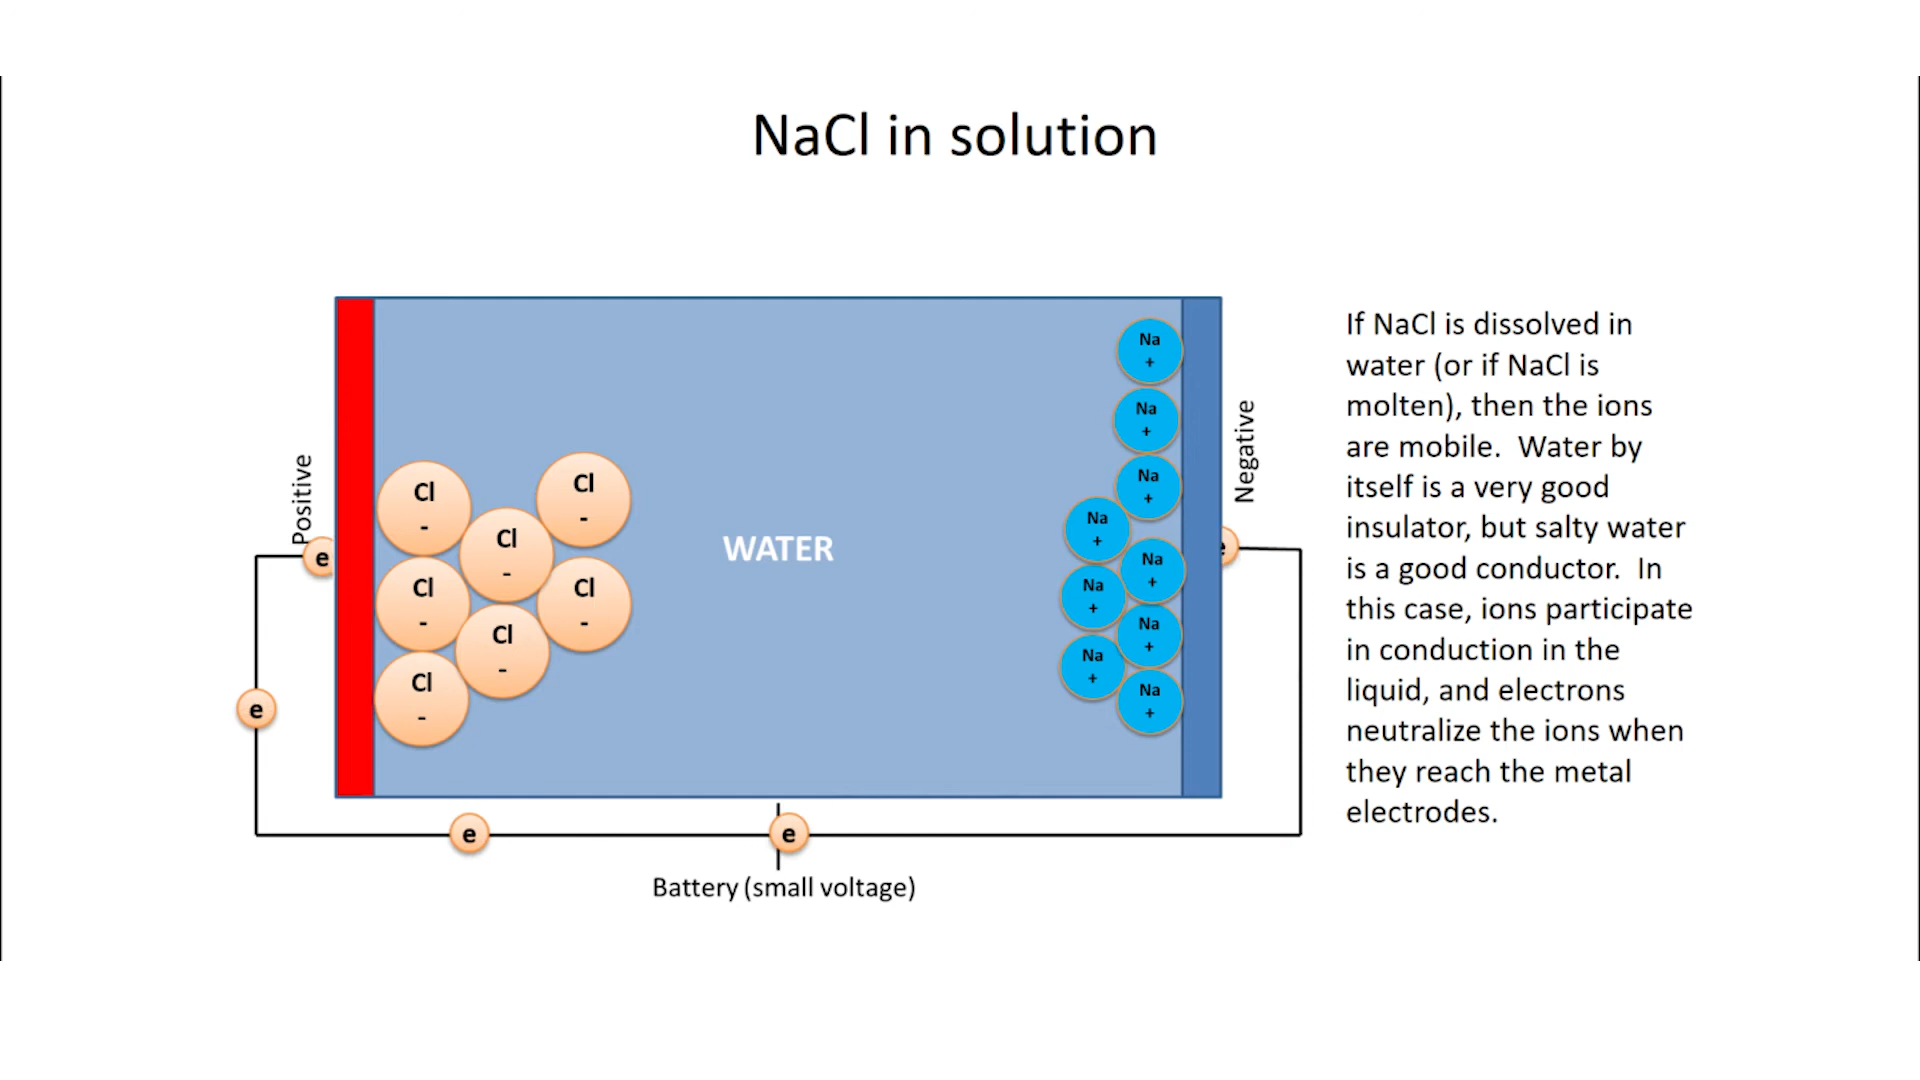 NaCl in solution
If NaCl is dissolved in
water (or if NaCl is
molten), then the ions
are mobile.  Water by
itself is a very good
insulator, but salty water
is a good conductor.  In
this case, ions participate
in conduction in the
liquid, and electrons
neutralize the ions when
they reach the metal
electrodes.
Positive
Negative
WATER
Cl
-
Cl
-
Cl
-
Cl
-
Cl
-
Cl
-
Cl
-
Na
+
Na
+
Na
+
Na
+
Na
+
Na
+
Na
+
Na
+
Na
+
e
e
e
e
e
Battery (small voltage)